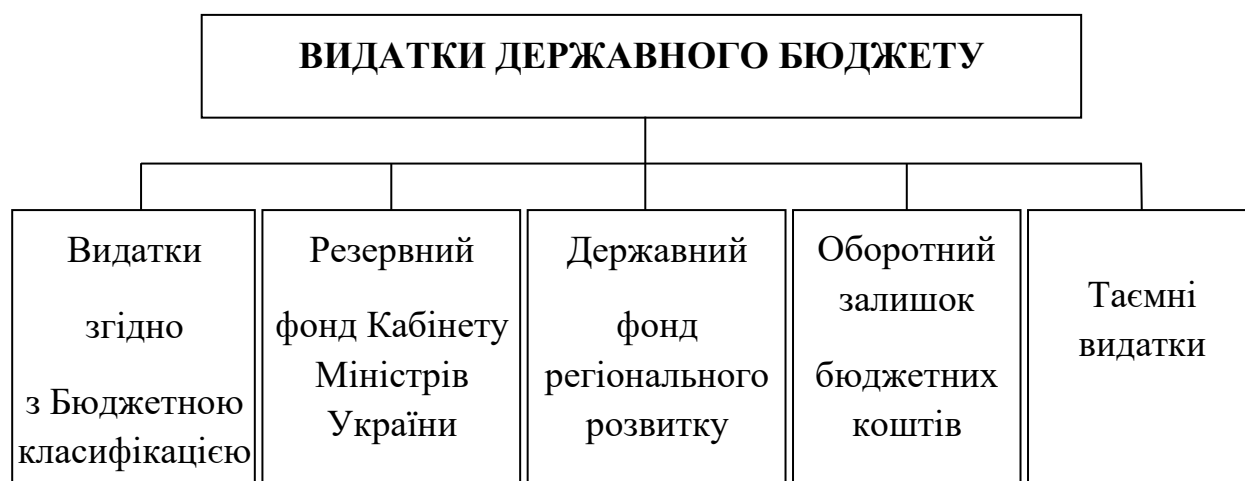 ВИДАТКИ ДЕРЖАВНОГО БЮДЖЕТУ
Видатки
згідно
з Бюджетною
класифікацією
Резервний
фонд Кабінету
Міністрів
України
Державний
фонд
регіонального
розвитку
Оборотний
залишок
бюджетних
коштів
Таємні
видатки